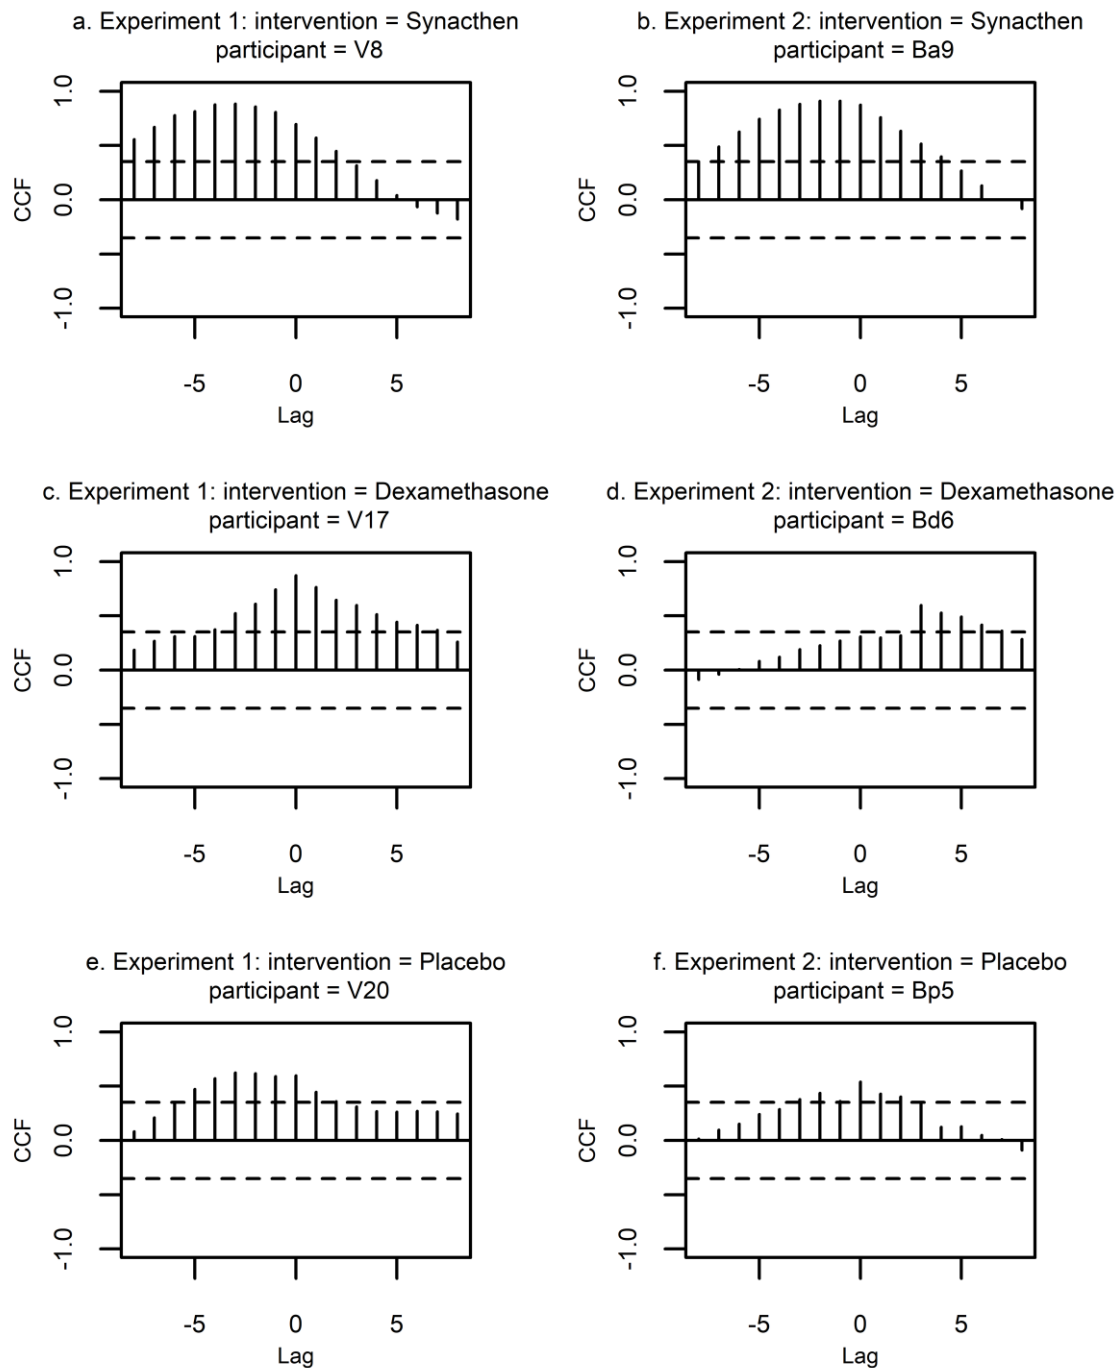 a. Experiment 1: intervention = Synacthen
participant = V8
1.0
0.0
-1.0
CCF
-5 0 5
Lag
b. Experiment 2: intervention = Synacthen
participant = Ba9
1.0
0.0
-1.0
CCF
-5 0 5
Lag
c. Experiment 1: intervention = Dexamethasone
participant = V17
1.0
0.0
-1.0
CCF
-5 0 5
Lag
d. Experiment 2: intervention = Dexamethasone
participant = Bd6
1.0
0.0
-1.0
CCF
-5 0 5
Lag
e. Experiment 1: intervention = Placebo
participant = V20
1.0
0.0
-1.0
CCF
-5 0 5
Lag
f. Experiment 2: intervention = Placebo
participant = Bp5
1.0
0.0
-1.0
CCF
-5 0 5
Lag